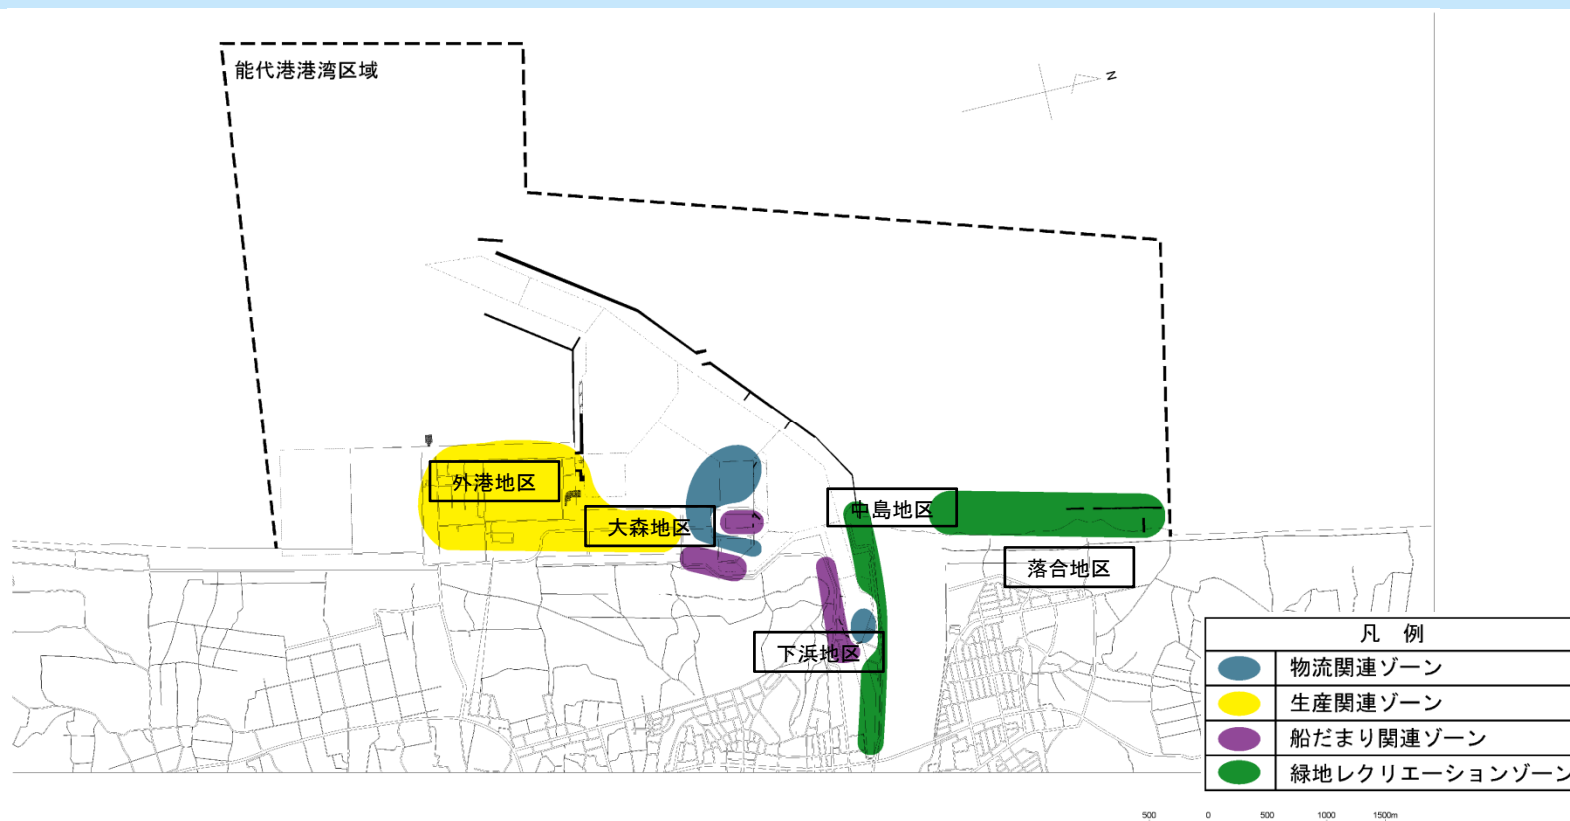 能代港港湾区域
N
外港地区
大森地区
中島地区
落合地区
下浜地区
凡 例
物流関連ゾーン
生産関連ゾーン
船だまり関連ゾーン
緑地レクリエーションゾーン
500 0 500 1000 1500m